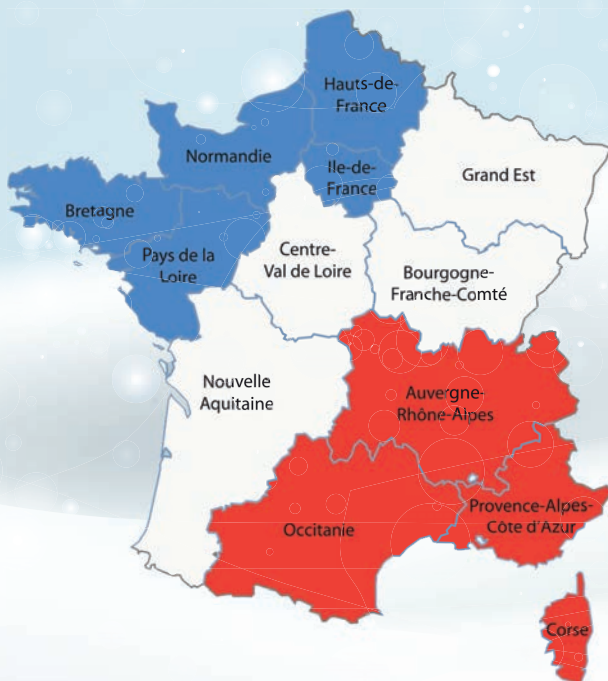 Hauts-de-
France
Normandie
Ile-de-
France
Grand Est
Bretagne
Pays de la
Loire
Centre-
Val de Loire
Bourgogne-
Franche-Comté
Nouvelle
Aquitaine
Auvergne-
Rhône-Alpes
Occitanie
Provence-Alpes-
Côte d'Azur
Corse